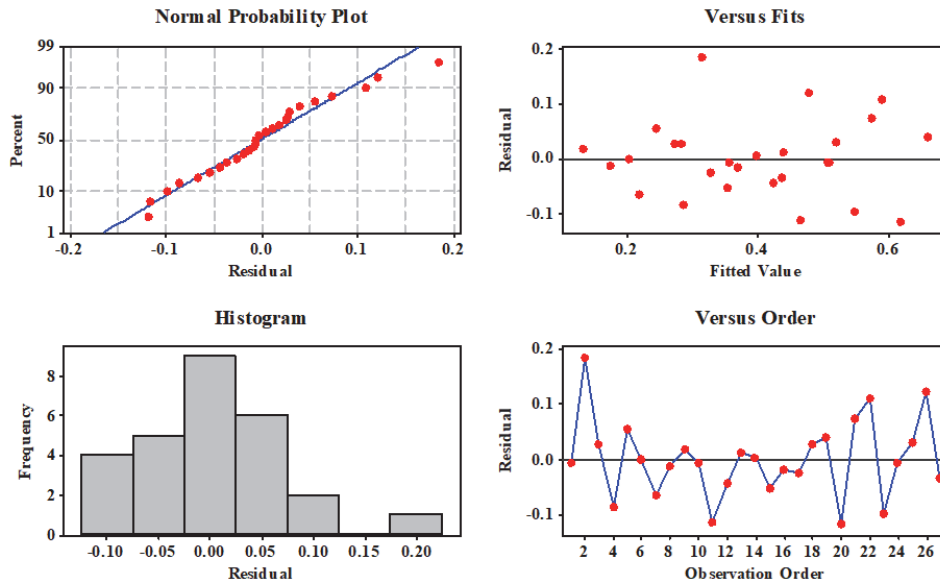 Normal Probability Plot
99
90
50
10
1
Percent
-0.2 -0.1 0.0 0.1 0.2
Residual
Versus Fits
0.2
0.1
0.0
-0.1
Residual
0.2 0.4 0.6
Fitted Value
Histogram
8
6
4
2
0
Frequency
-0.10 -0.05 0.00 0.05 0.10 0.15 0.20
Residual
Versus Order
0.2
0.1
0.0
-0.1
Residual
2 4 6 8 10 12 14 16 18 20 22 24 26
Observation Order